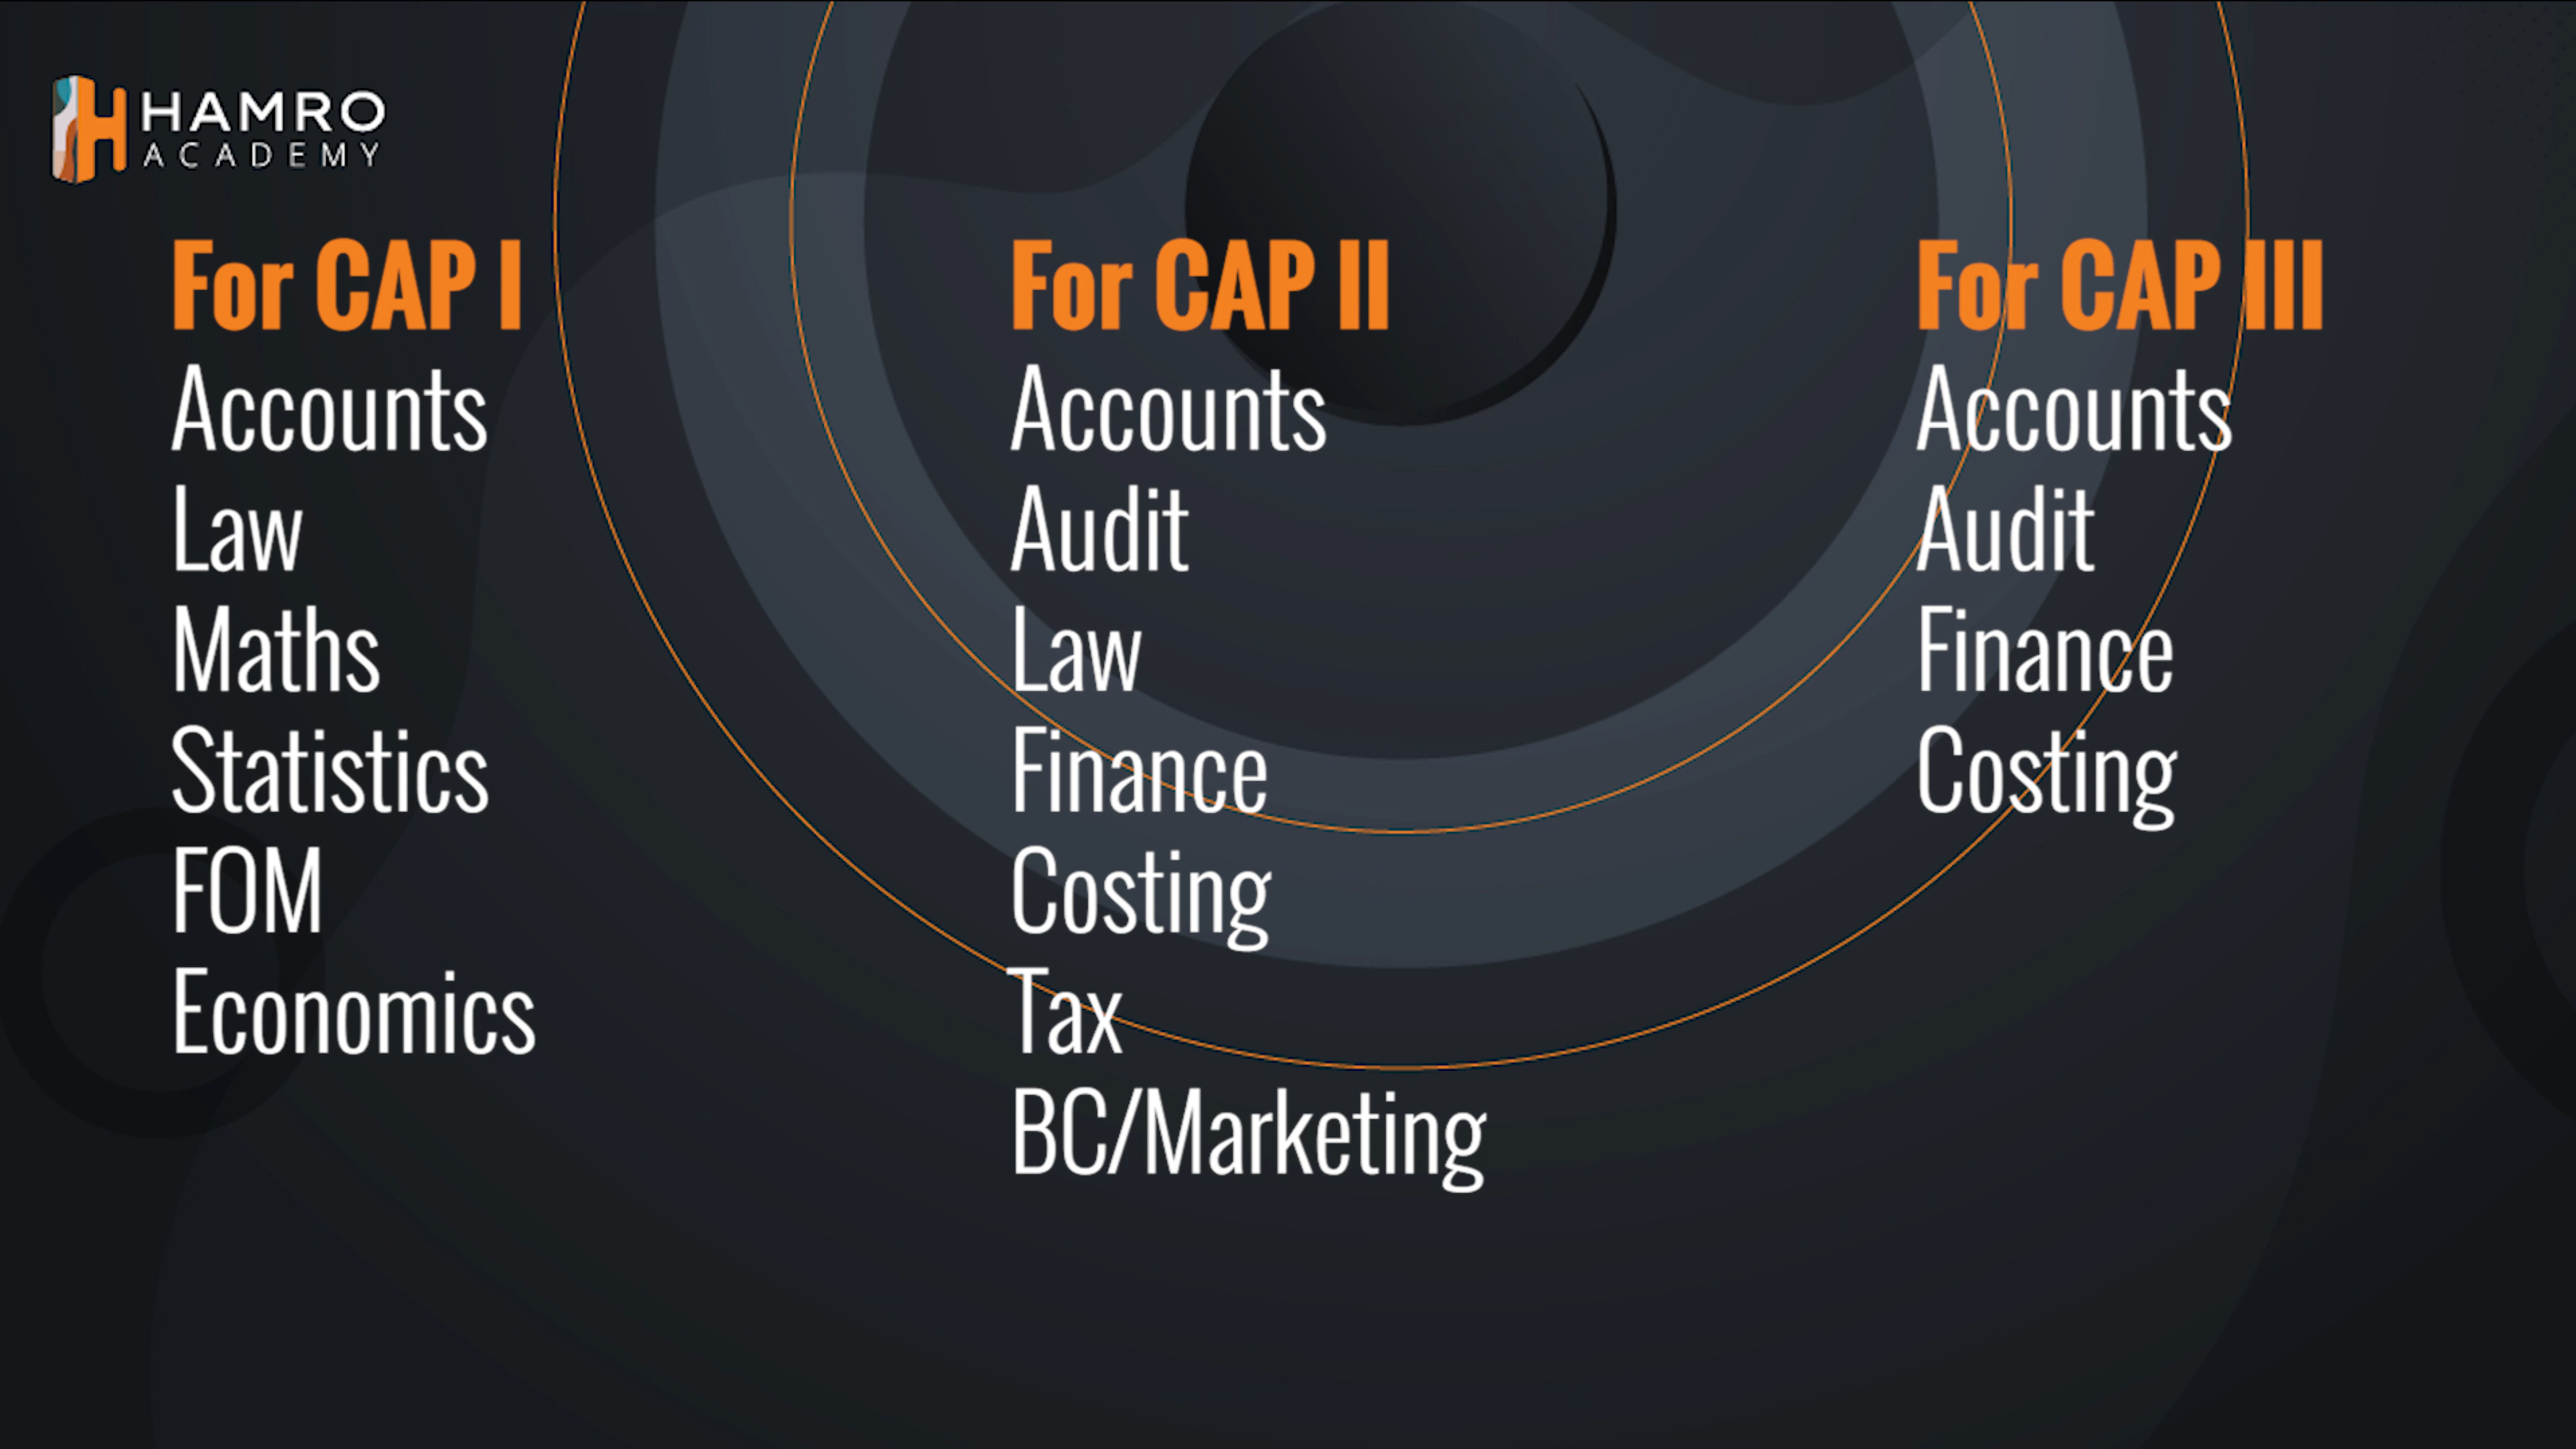 HAMRO
ACADEMY
For CAP I
Accounts
Law
Maths
Statistics
FOM
Economics
For CAP II
Accounts
Audit
Law
Finance
Costing
Tax
BC/Marketing
For CAP III
Accounts
Audit
Finance
Costing